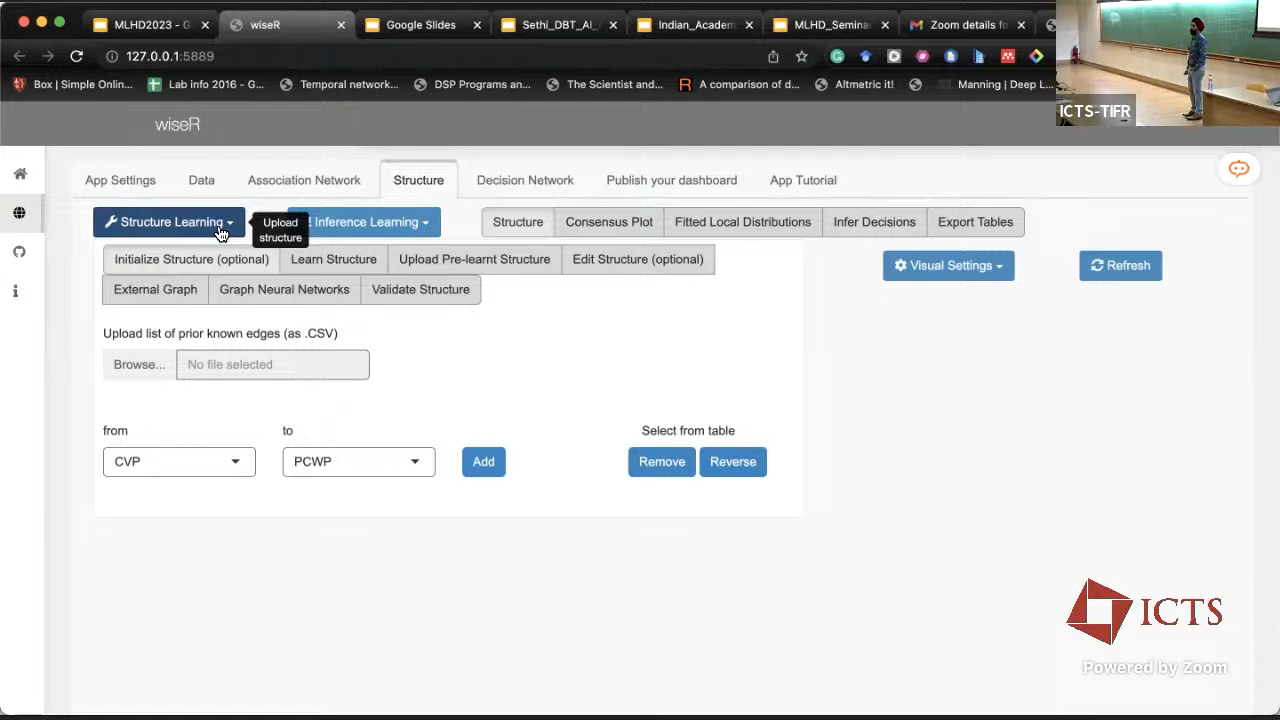 MLHD2023 - G
wiseR
Google Slides
Sethi_DBT_AI_
Indian_Academ
MLHD_Semina
Zoom details fo
127.0.0.1:5889
Box | Simple Onlin...
Lab info 2016 - G...
Temporal network...
DSP Programs an...
The Scientist and...
A comparison of d...
Altmetric it!
Manning | Deep L...
ICTS-TIFR
wiseR
App Settings
Data
Association Network
Structure
Decision Network
Publish your dashboard
App Tutorial
Structure Learning
Upload
structure
Inference Learning
Structure
Consensus Plot
Fitted Local Distributions
Infer Decisions
Export Tables
Initialize Structure (optional)
Learn Structure
Upload Pre-learnt Structure
Edit Structure (optional)
Visual Settings
Refresh
External Graph
Graph Neural Networks
Validate Structure
Upload list of prior known edges (as .CSV)
Browse...
No file selected
from
to
Select from table
CVP
PCWP
Add
Remove
Reverse
ICTS
Powered by Zoom